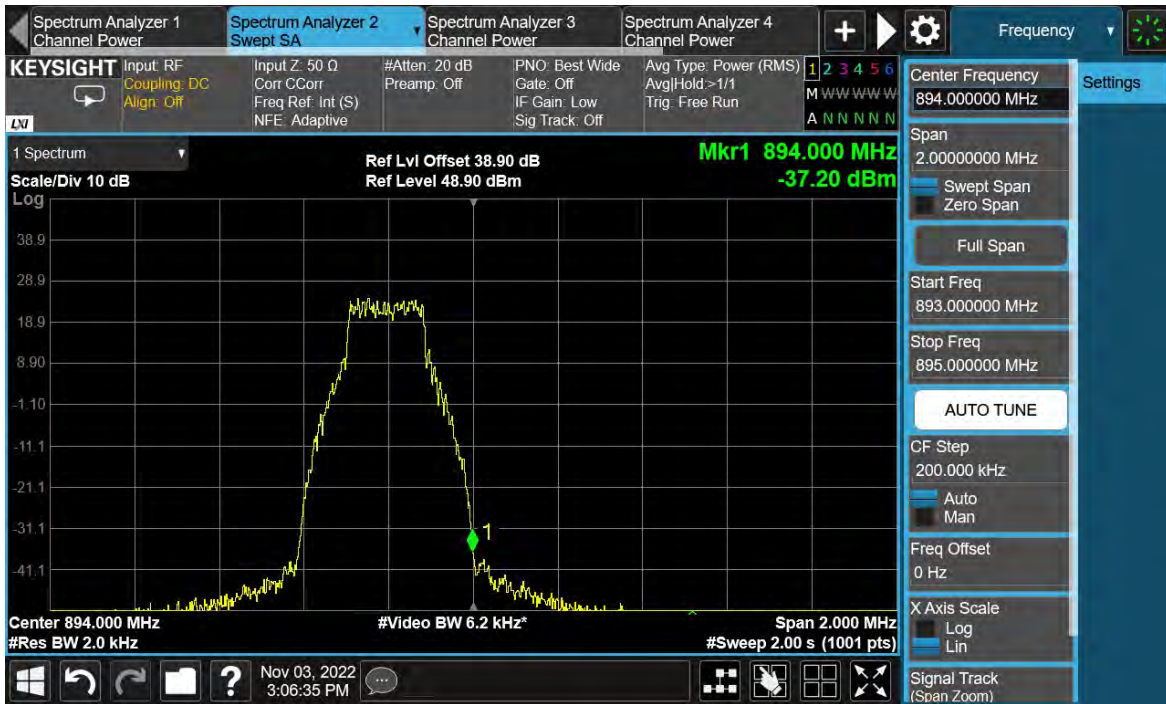 Spectrum Analyzer 1
Channel Power
Spectrum Analyzer 2
Swept SA
Spectrum Analyzer 3
Channel Power
Spectrum Analyzer 4
Channel Power
+
Frequency
KEYSIGHT
LXI
Input: RF
Coupling: DC
Align: Off
Input Z: 50 Ω
Corr CCorr
Freq Ref: Int (S)
NFE: Adaptive
#Atten: 20 dB
Preamp: Off
PNO: Best Wide
Gate: Off
IF Gain: Low
Sig Track: Off
Avg Type: Power (RMS)
Avg|Hold:>1/1
Trig: Free Run
1 2 3 4 5 6
M W W W W W
A N N N N N
1 Spectrum
Scale/Div 10 dB
Log
Ref Lvl Offset 38.90 dB
Ref Level 48.90 dBm
Mkr1 894.000 MHz
-37.20 dBm
38.9
28.9
18.9
8.90
-1.10
-11.1
-21.1
-31.1
-41.1
1
Center 894.000 MHz
#Res BW 2.0 kHz
#Video BW 6.2 kHz*
Span 2.000 MHz
#Sweep 2.00 s (1001 pts)
?
Nov 03, 2022
3:06:35 PM
Center Frequency
894.000000 MHz
Settings
Span
2.00000000 MHz
Swept Span
Zero Span
Full Span
Start Freq
893.000000 MHz
Stop Freq
895.000000 MHz
AUTO TUNE
CF Step
200.000 kHz
Auto
Man
Freq Offset
0 Hz
X Axis Scale
Log
Lin
Signal Track
(Span Zoom)